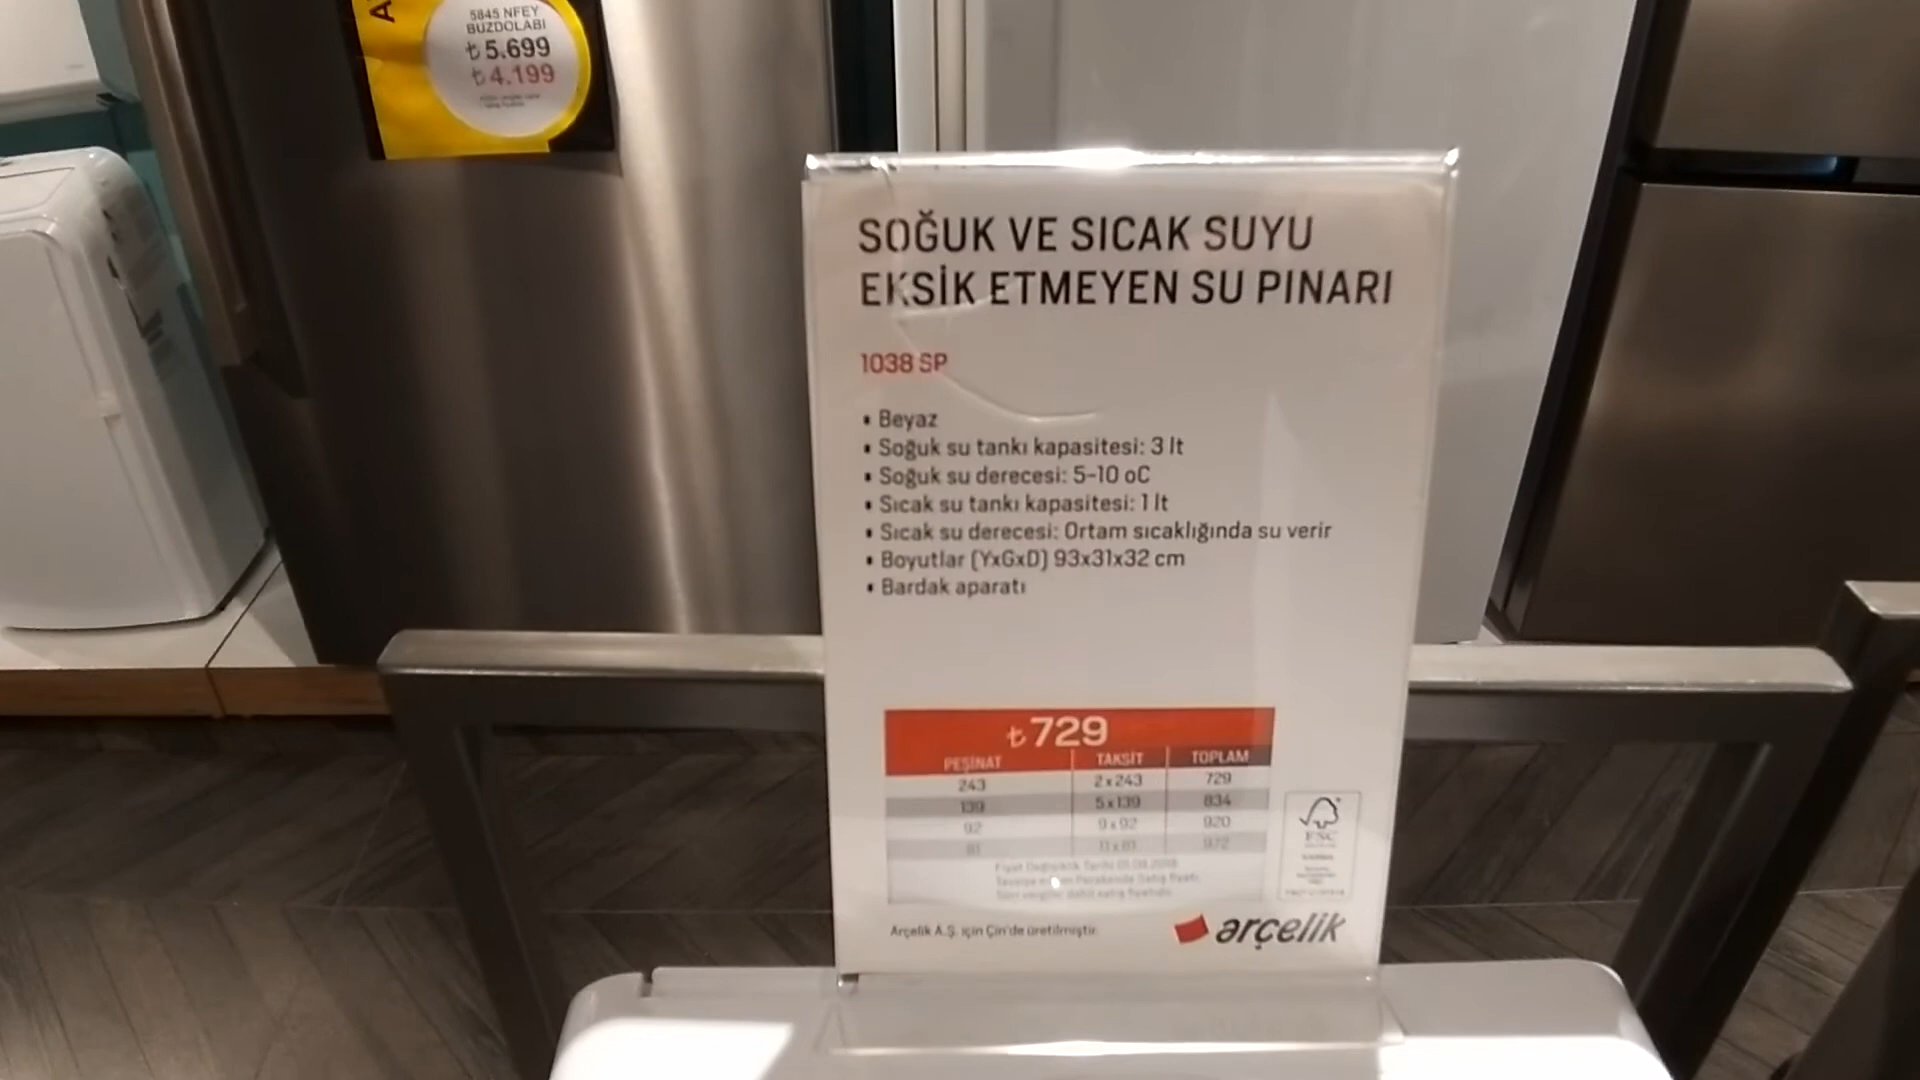 5845 NFEY
BUZDOLABI
₺5.699
₺4.199
SOĞUK VE SICAK SUYU
EKSİK ETMEYEN SU PINARI
1038 SP
• Beyaz
• Soğuk su tankı kapasitesi: 3 lt
• Soğuk su derecesi: 5-10 oC
• Sıcak su tankı kapasitesi: 1 lt
• Sıcak su derecesi: Ortam sıcaklığında su verir
• Boyutlar (YxGxD) 93x31x32 cm
• Bardak aparatı
₺729
PEŞİNAT TAKSİT TOPLAM
243 2 x 243 729
139 5 x 139 834
92 9 x 92 920
81 11 x 81 972
Fiyat Değişiklik Tarihi
FSC
Arçelik A.Ş. için Çin'de üretilmiştir.
arçelik